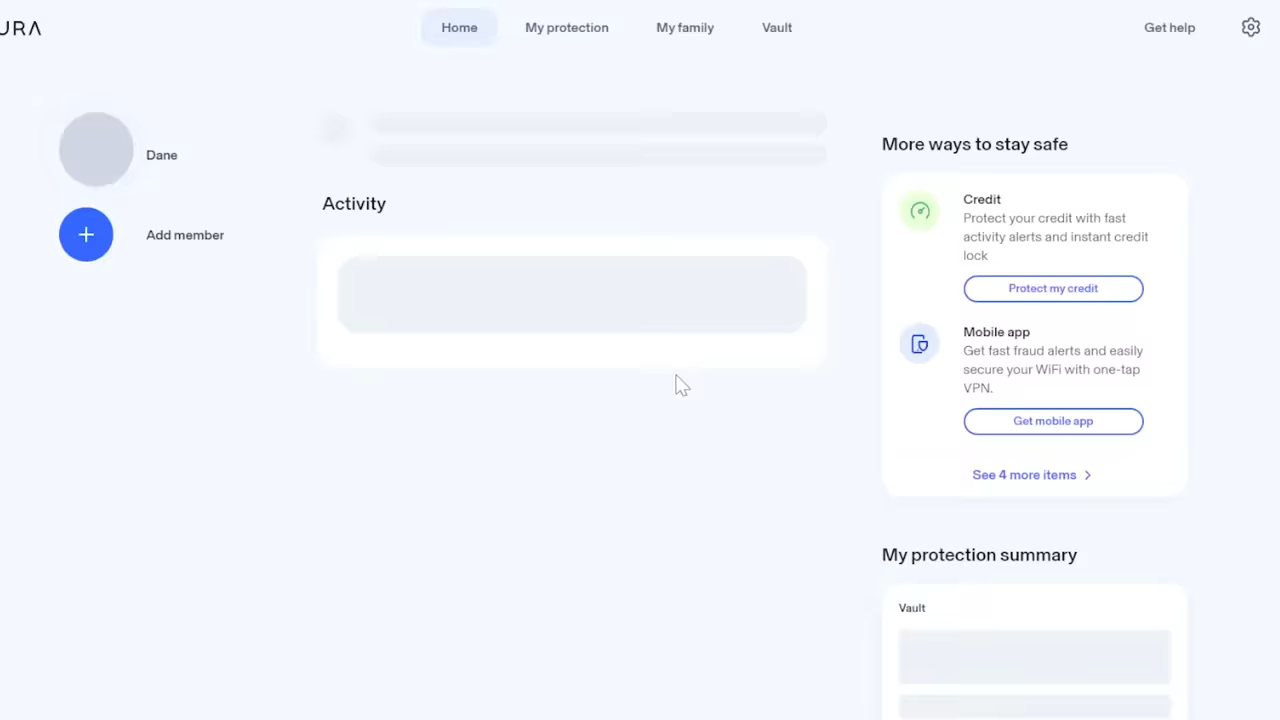 URA
Home
My protection
My family
Vault
Get help
Dane
Add member
Activity
More ways to stay safe
Credit
Protect your credit with fast
activity alerts and instant credit
lock
Protect my credit
Mobile app
Get fast fraud alerts and easily
secure your WiFi with one-tap
VPN.
Get mobile app
See 4 more items
My protection summary
Vault